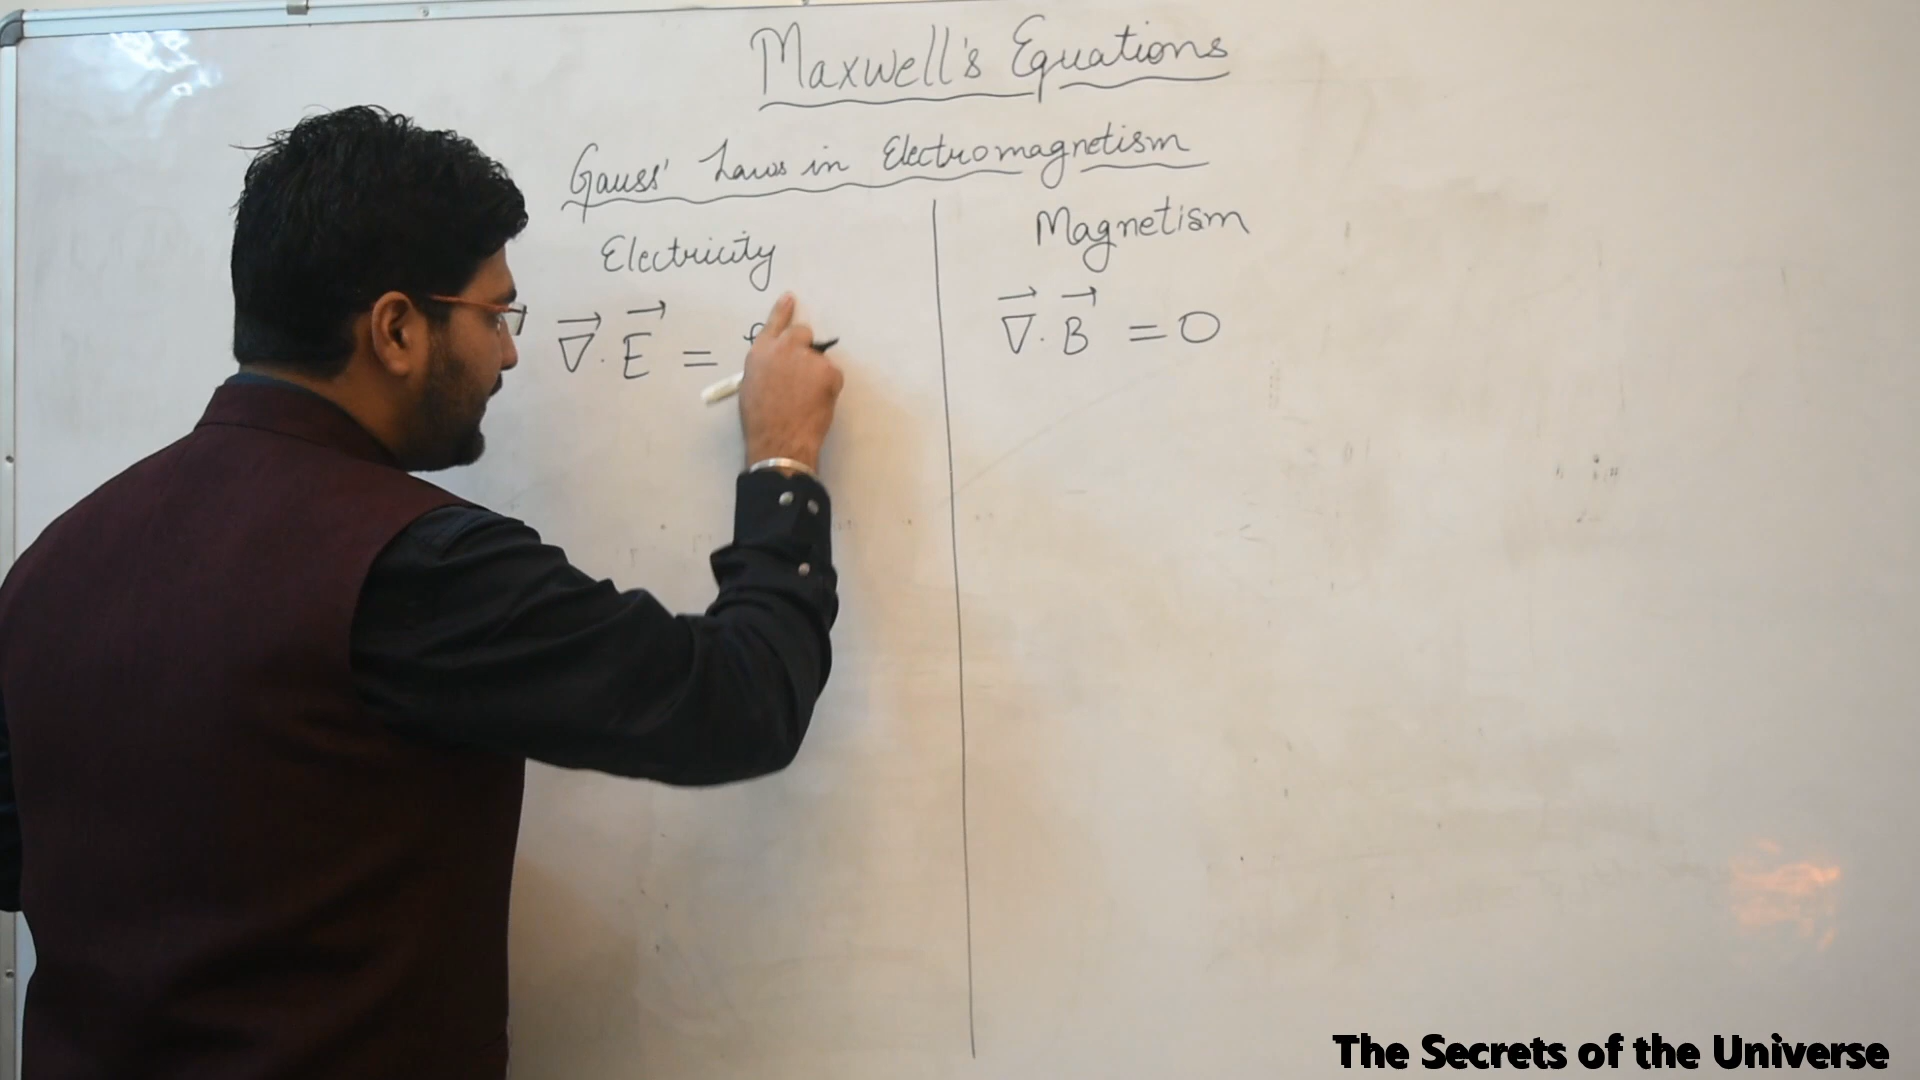 Maxwell's Equations
Gauss' Laws in Electromagnetism
Electricity
∇⃗ · E⃗ =
Magnetism
∇⃗ · B⃗ = 0
The Secrets of the Universe